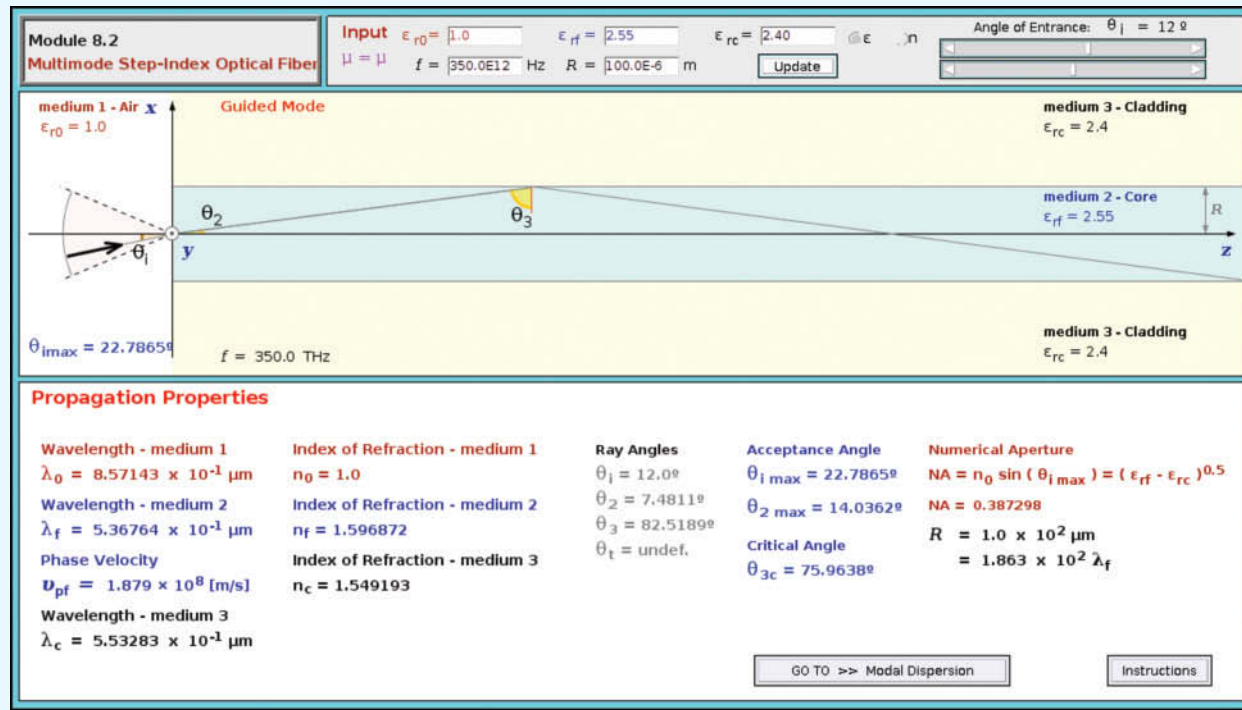 Module 8.2
Multimode Step-Index Optical Fiber
Input ε r0 = 1.0 ε rf = 2.55 ε rc = 2.40 ε n
μ = μ f = 350.0E12 Hz R = 100.0E-6 m Update
Angle of Entrance: θ i = 12 º
medium 1 - Air x Guided Mode medium 3 - Cladding
ε r0 = 1.0 ε rc = 2.4
medium 2 - Core
ε rf = 2.55 R
θ 2 θ 3
θ i y z
medium 3 - Cladding
θ imax = 22.7865º f = 350.0 THz ε rc = 2.4
Propagation Properties
Wavelength - medium 1
λ0 = 8.57143 x 10-1 μm
Wavelength - medium 2
λf = 5.36764 x 10-1 μm
Phase Velocity
υpf = 1.879 × 10⁸ [m/s]
Wavelength - medium 3
λc = 5.53283 x 10-1 μm
Index of Refraction - medium 1
n0 = 1.0
Index of Refraction - medium 2
nf = 1.596872
Index of Refraction - medium 3
nc = 1.549193
Ray Angles
θi = 12.0º
θ2 = 7.4811º
θ3 = 82.5189º
θt = undef.
Acceptance Angle
θi max = 22.7865º
θ2 max = 14.0362º
Critical Angle
θ3c = 75.9638º
Numerical Aperture
NA = n0 sin ( θi max ) = ( εrf - εrc )0.5
NA = 0.387298
R = 1.0 x 102 μm
= 1.863 x 102 λf
GO TO >> Modal Dispersion
Instructions